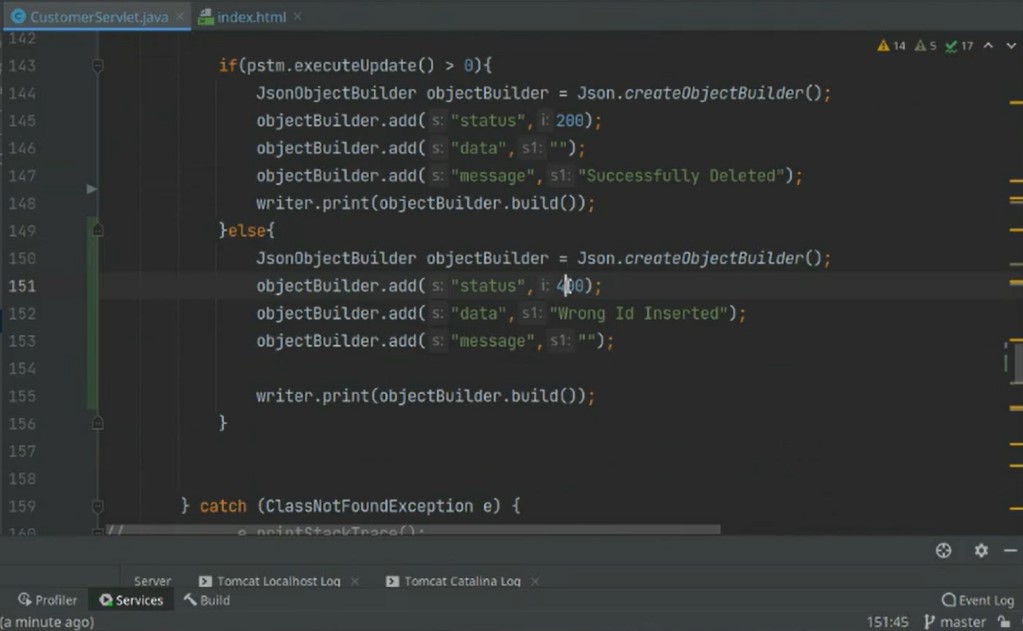 CustomerServlet.java index.html
142
14 5 17
143 if(pstm.executeUpdate() > 0){
144 JsonObjectBuilder objectBuilder = Json.createObjectBuilder();
145 objectBuilder.add( s: "status", i: 200);
146 objectBuilder.add( s: "data", s1: "");
147 objectBuilder.add( s: "message", s1: "Successfully Deleted");
148 writer.print(objectBuilder.build());
149 }else{
150 JsonObjectBuilder objectBuilder = Json.createObjectBuilder();
151 objectBuilder.add( s: "status", i: 400);
152 objectBuilder.add( s: "data", s1: "Wrong Id Inserted");
153 objectBuilder.add( s: "message", s1: "");
154
155 writer.print(objectBuilder.build());
156 }
157
158
159 } catch (ClassNotFoundException e) {
160 // e.printStackTrace();
Server Tomcat Localhost Log Tomcat Catalina Log
Profiler Services Build Event Log
(a minute ago) 151:45 master